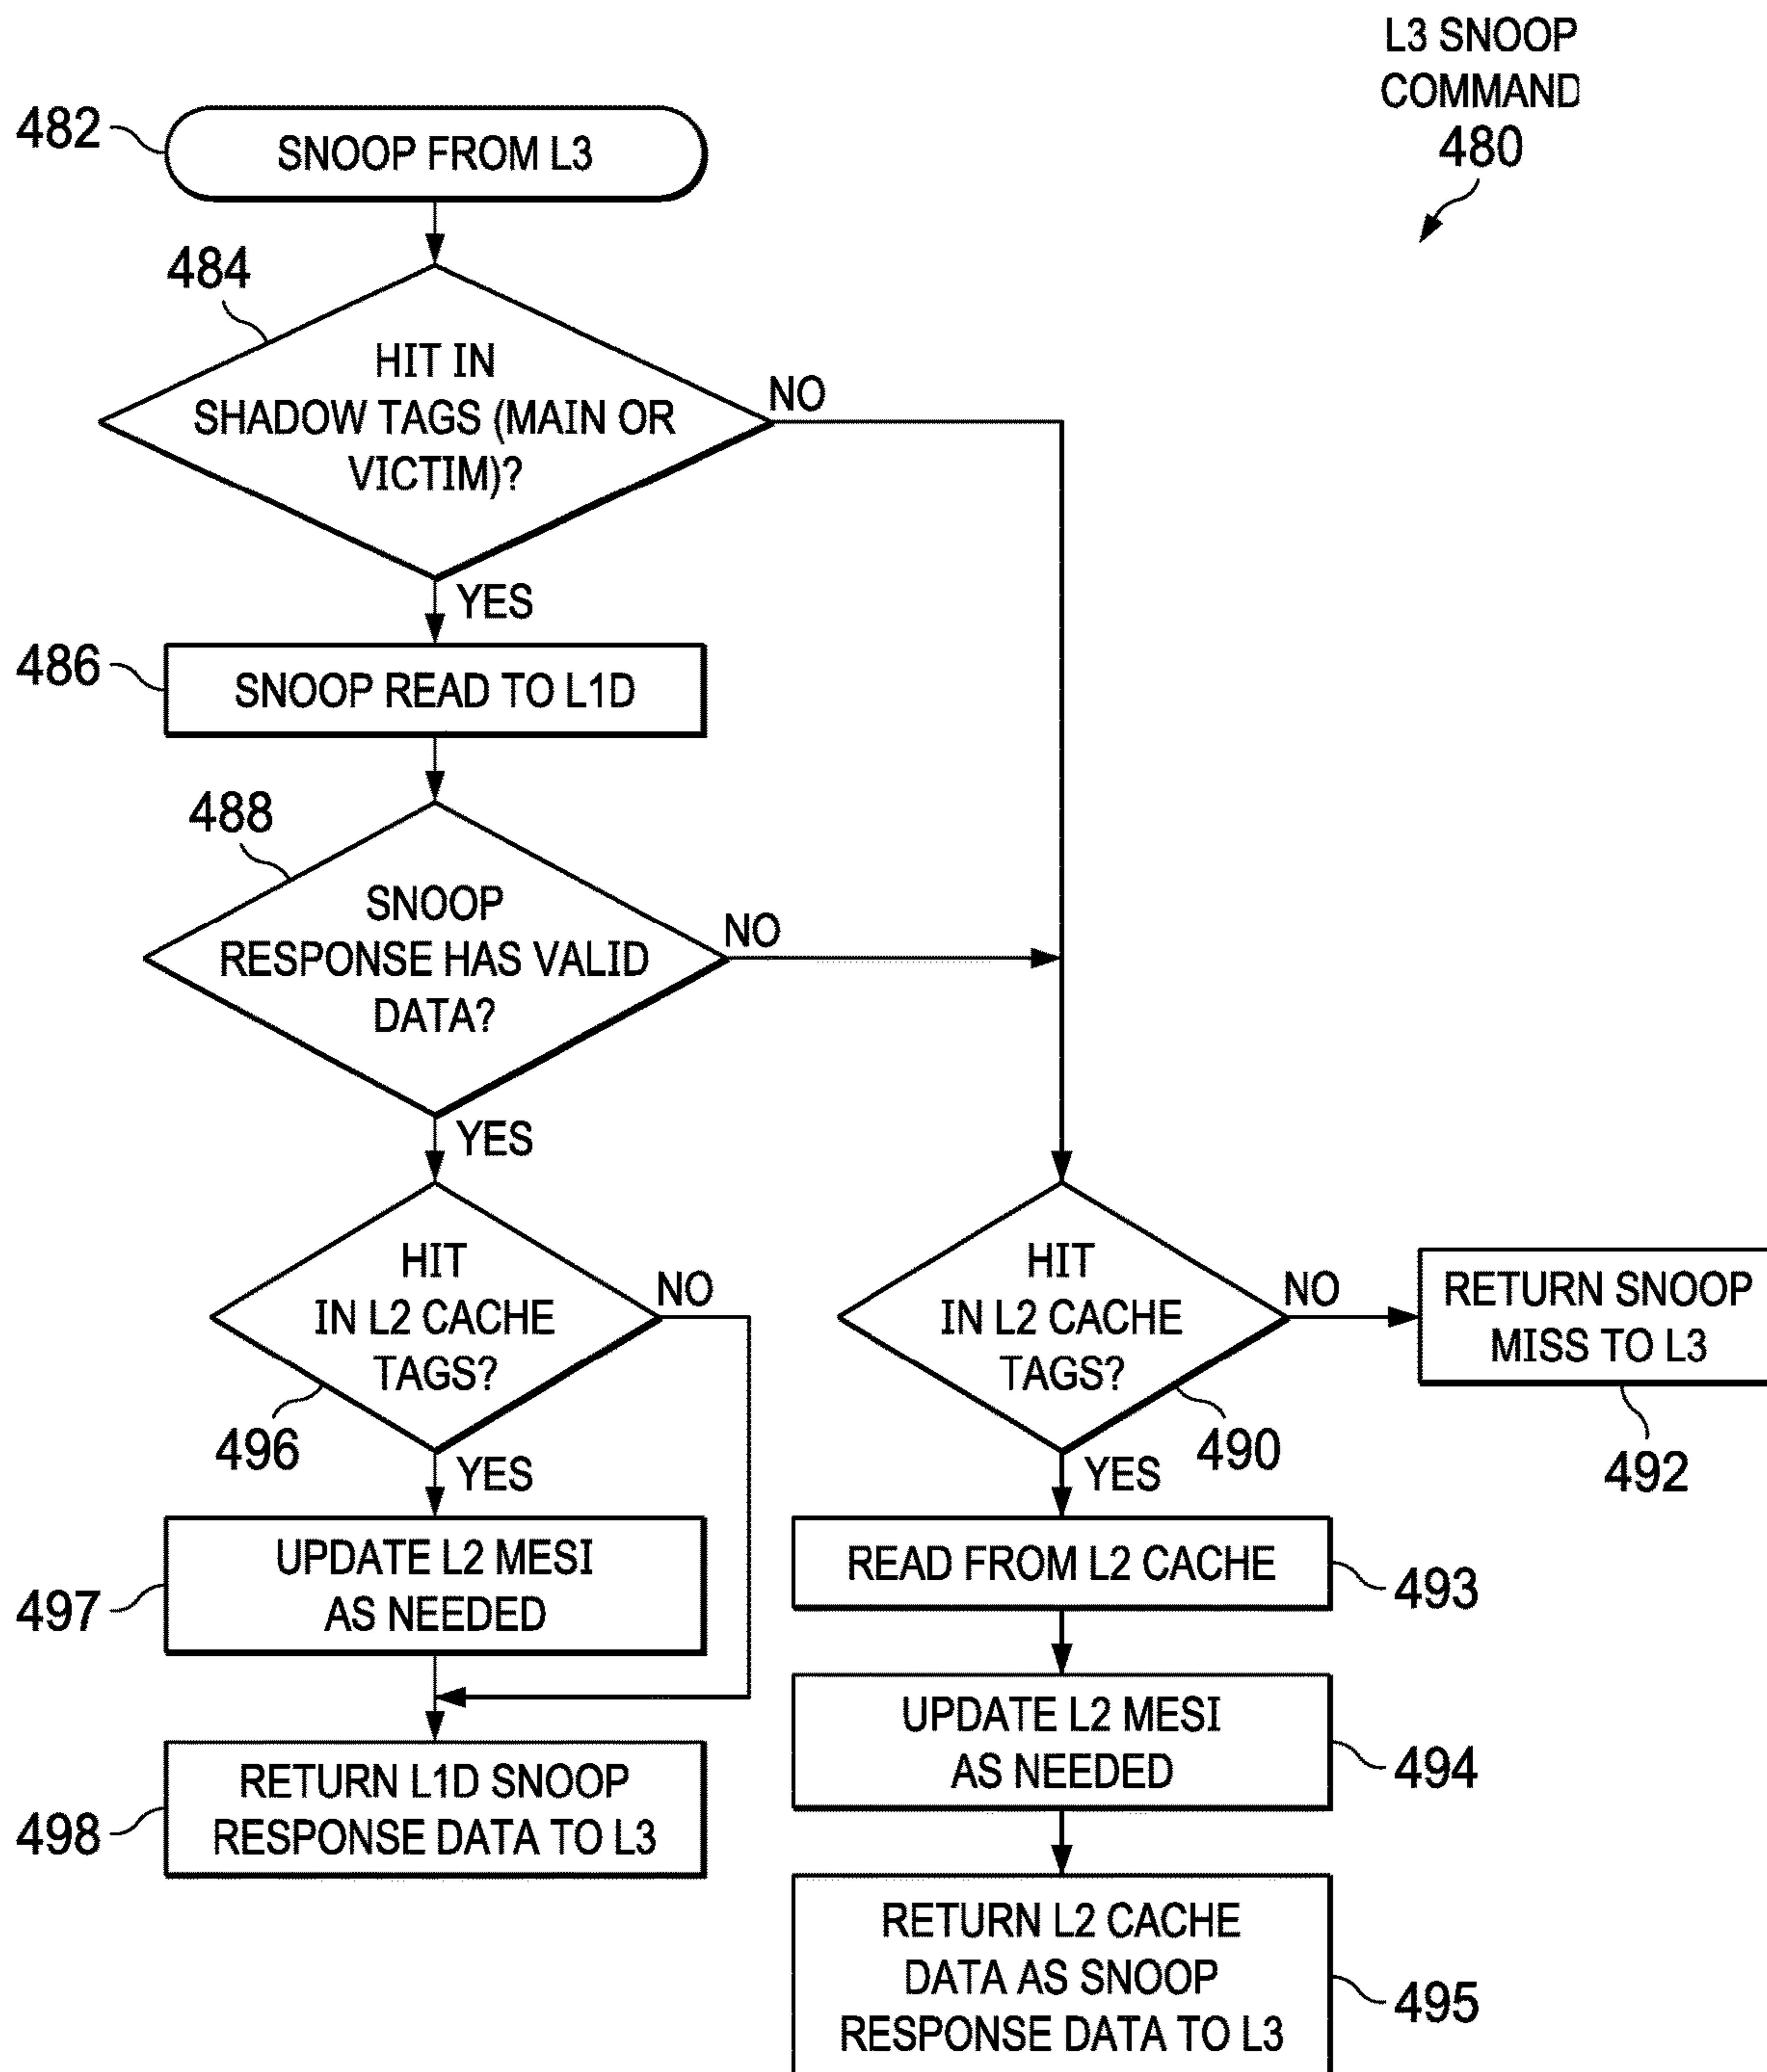 L3 SNOOP
COMMAND
480
482
SNOOP FROM L3
484
HIT IN
SHADOW TAGS (MAIN OR
VICTIM)?
NO
YES
486
SNOOP READ TO L1D
488
SNOOP
RESPONSE HAS VALID
DATA?
NO
YES
HIT
IN L2 CACHE
TAGS?
NO
496
YES
HIT
IN L2 CACHE
TAGS?
NO
490
YES
RETURN SNOOP
MISS TO L3
492
497
UPDATE L2 MESI
AS NEEDED
READ FROM L2 CACHE
493
UPDATE L2 MESI
AS NEEDED
494
498
RETURN L1D SNOOP
RESPONSE DATA TO L3
RETURN L2 CACHE
DATA AS SNOOP
RESPONSE DATA TO L3
495